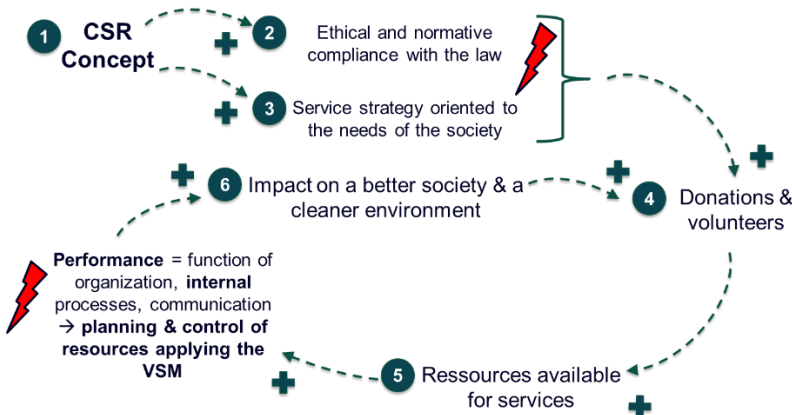 1 CSR
Concept
2 Ethical and normative
compliance with the law
3 Service strategy oriented to
the needs of the society
6 Impact on a better society & a
cleaner environment
4 Donations &
volunteers
Performance = function of
organization, internal
processes, communication
→ planning & control of
resources applying the
VSM
5 Ressources available
for services